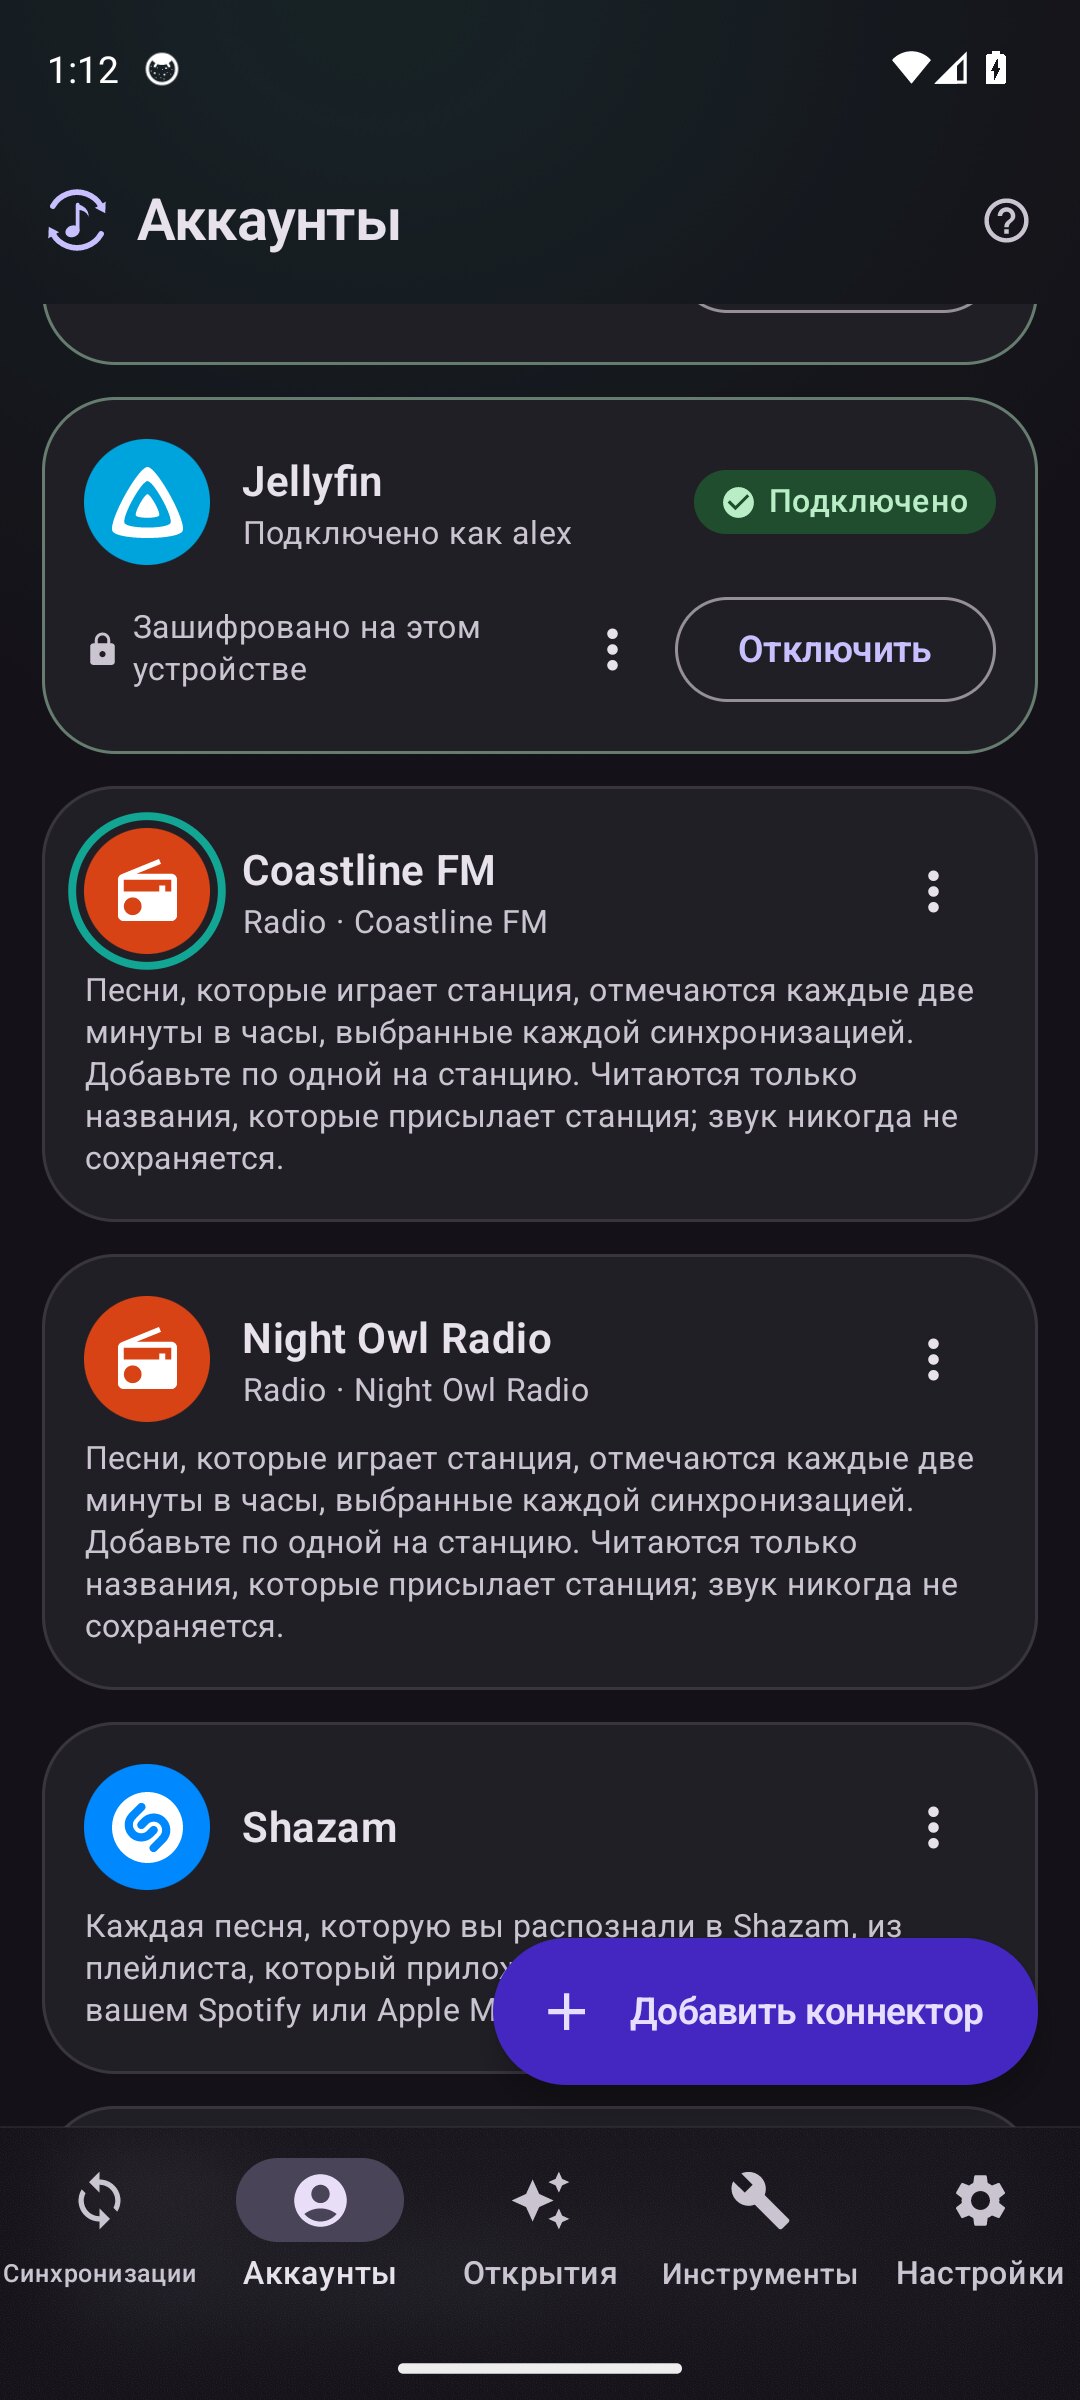 1:12
Аккаунты
Jellyfin
Подключено как alex
Подключено
Зашифровано на этом
устройстве
Отключить
Coastline FM
Radio · Coastline FM
Песни, которые играет станция, отмечаются каждые две
минуты в часы, выбранные каждой синхронизацией.
Добавьте по одной на станцию. Читаются только
названия, которые присылает станция; звук никогда не
сохраняется.
Night Owl Radio
Radio · Night Owl Radio
Песни, которые играет станция, отмечаются каждые две
минуты в часы, выбранные каждой синхронизацией.
Добавьте по одной на станцию. Читаются только
названия, которые присылает станция; звук никогда не
сохраняется.
Shazam
Каждая песня, которую вы распознали в Shazam, из
плейлиста, который
вашем Spotify или Apple
Добавить коннектор
Синхронизации
Аккаунты
Открытия
Инструменты
Настройки